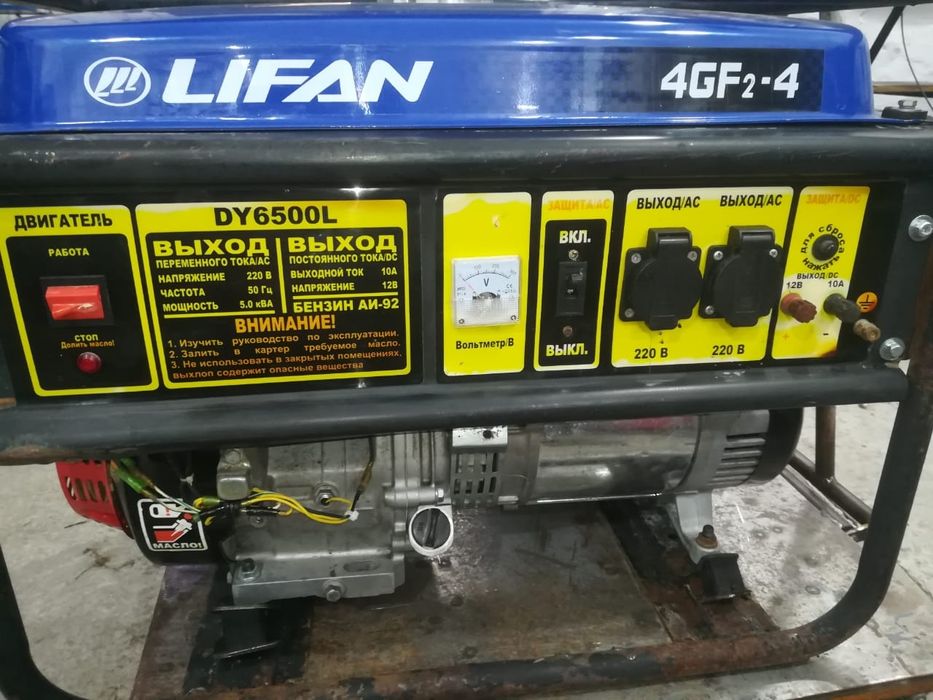 LIFAN
4GF2-4
ДВИГАТЕЛЬ
РАБОТА
СТОП
Долить масло!
DY6500L
ВЫХОД
ПЕРЕМЕННОГО ТОКА/AC
НАПРЯЖЕНИЕ 220 В
ЧАСТОТА 50 Гц
МОЩНОСТЬ 5.0 кВА
ВЫХОД
ПОСТОЯННОГО ТОКА/DC
ВЫХОДНОЙ ТОК 10А
НАПРЯЖЕНИЕ 12В
БЕНЗИН АИ-92
ВНИМАНИЕ!
1. Изучить руководство по эксплуатации.
2. Залить в картер требуемое масло.
3. Не использовать в закрытых помещениях,
выхлоп содержит опасные вещества
V
Вольтметр/В
ЗАЩИТА/АС
ВКЛ.
ВЫКЛ.
ВЫХОД/АС
ВЫХОД/АС
220 В
220 В
ЗАЩИТА/DC
для сброса
нажать
ВЫХОД/DC
12В 10А
+ -
МАСЛО!